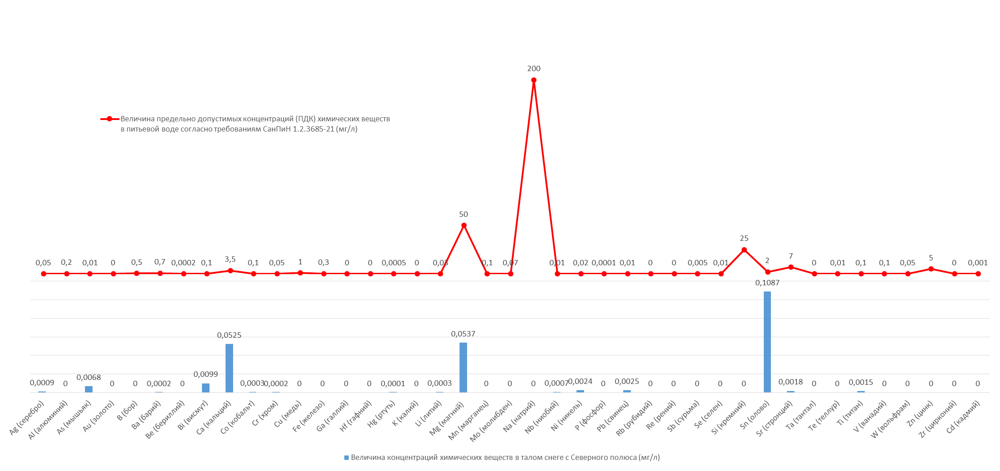 200
Величина предельно допустимых концентраций (ПДК) химических веществ
в питьевой воде согласно требованиям СанПиН 1.2.3685-21 (мг/л)
50
25
0,05 0,2 0,01 0 0,5 0,7 0,0002 0,1 3,5 0,1 0,05 1 0,3 0 0 0,0005 0 0,03 0,1 0,07 0,01 0,02 0,0001 0,01 0 0 0,005 0,01 2 7 0 0,01 0,1 0,1 0,05 5 0 0,001
0,1087
0,0525 0,0537
0,0009 0 0,0068 0 0 0,0002 0 0,0099 0,0003 0,0002 0 0 0 0 0,0001 0 0,0003 0 0 0 0,0007 0,0024 0 0,0025 0 0 0 0 0 0,0018 0 0 0,0015 0 0 0 0 0
Ag (серебро)
Al (алюминий)
As (мышьяк)
Au (золото)
B (бор)
Ba (барий)
Be (бериллий)
Bi (висмут)
Ca (кальций)
Co (кобальт)
Cr (хром)
Cu (медь)
Fe (железо)
Ga (галлий)
Hf (гафний)
Hg (ртуть)
K (калий)
Li (литий)
Mg (магний)
Mn (марганец)
Mo (молибден)
Na (натрий)
Nb (ниобий)
Ni (никель)
P (фосфор)
Pb (свинец)
Rb (рубидий)
Re (рений)
Sb (сурьма)
Se (селен)
Si (кремний)
Sn (олово)
Sr (стронций)
Ta (тантал)
Te (теллур)
Ti (титан)
V (ванадий)
W (вольфрам)
Zn (цинк)
Zr (цирконий)
Cd (кадмий)
Величина концентраций химических веществ в талом снеге с Северного полюса (мг/л)